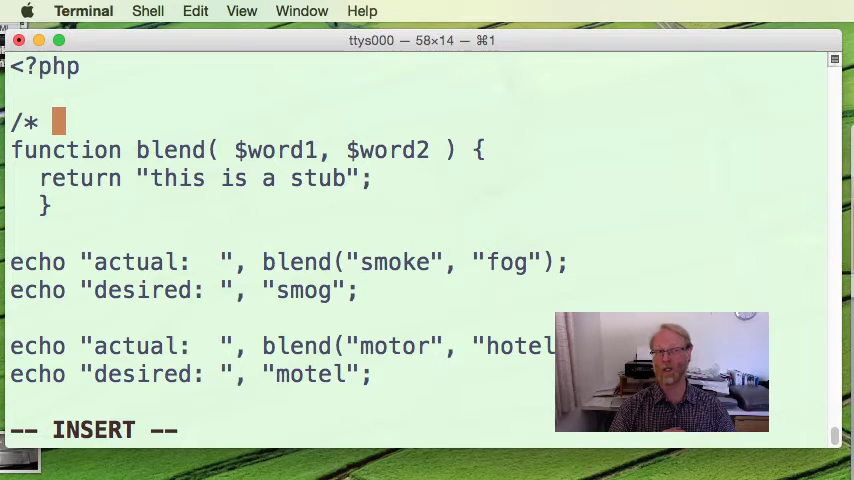 Terminal Shell Edit View Window Help
ttys000 — 58×14 — ⌘1
<?php
/*
function blend( $word1, $word2 ) {
return "this is a stub";
}
echo "actual:  ", blend("smoke", "fog");
echo "desired: ", "smog";
echo "actual:  ", blend("motor", "hotel
echo "desired: ", "motel";
-- INSERT --